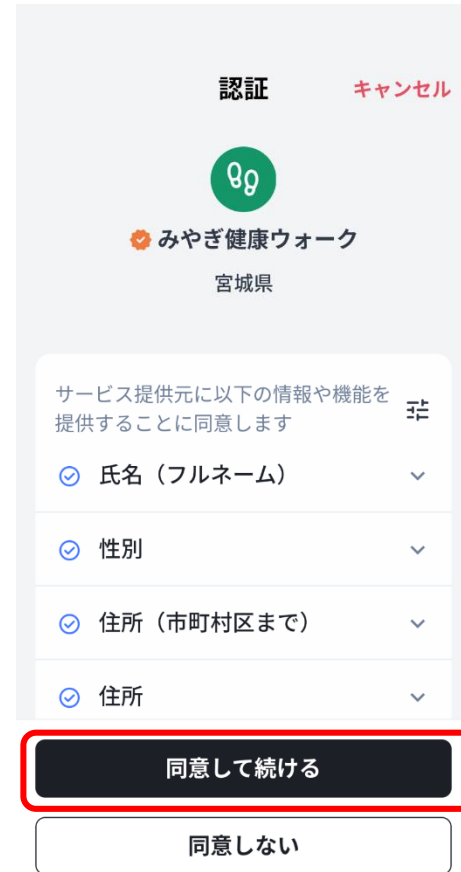 認証
キャンセル
みやぎ健康ウォーク
宮城県
サービス提供元に以下の情報や機能を
提供することに同意します
氏名（フルネーム）
性別
住所（市町村区まで）
住所
同意して続ける
同意しない